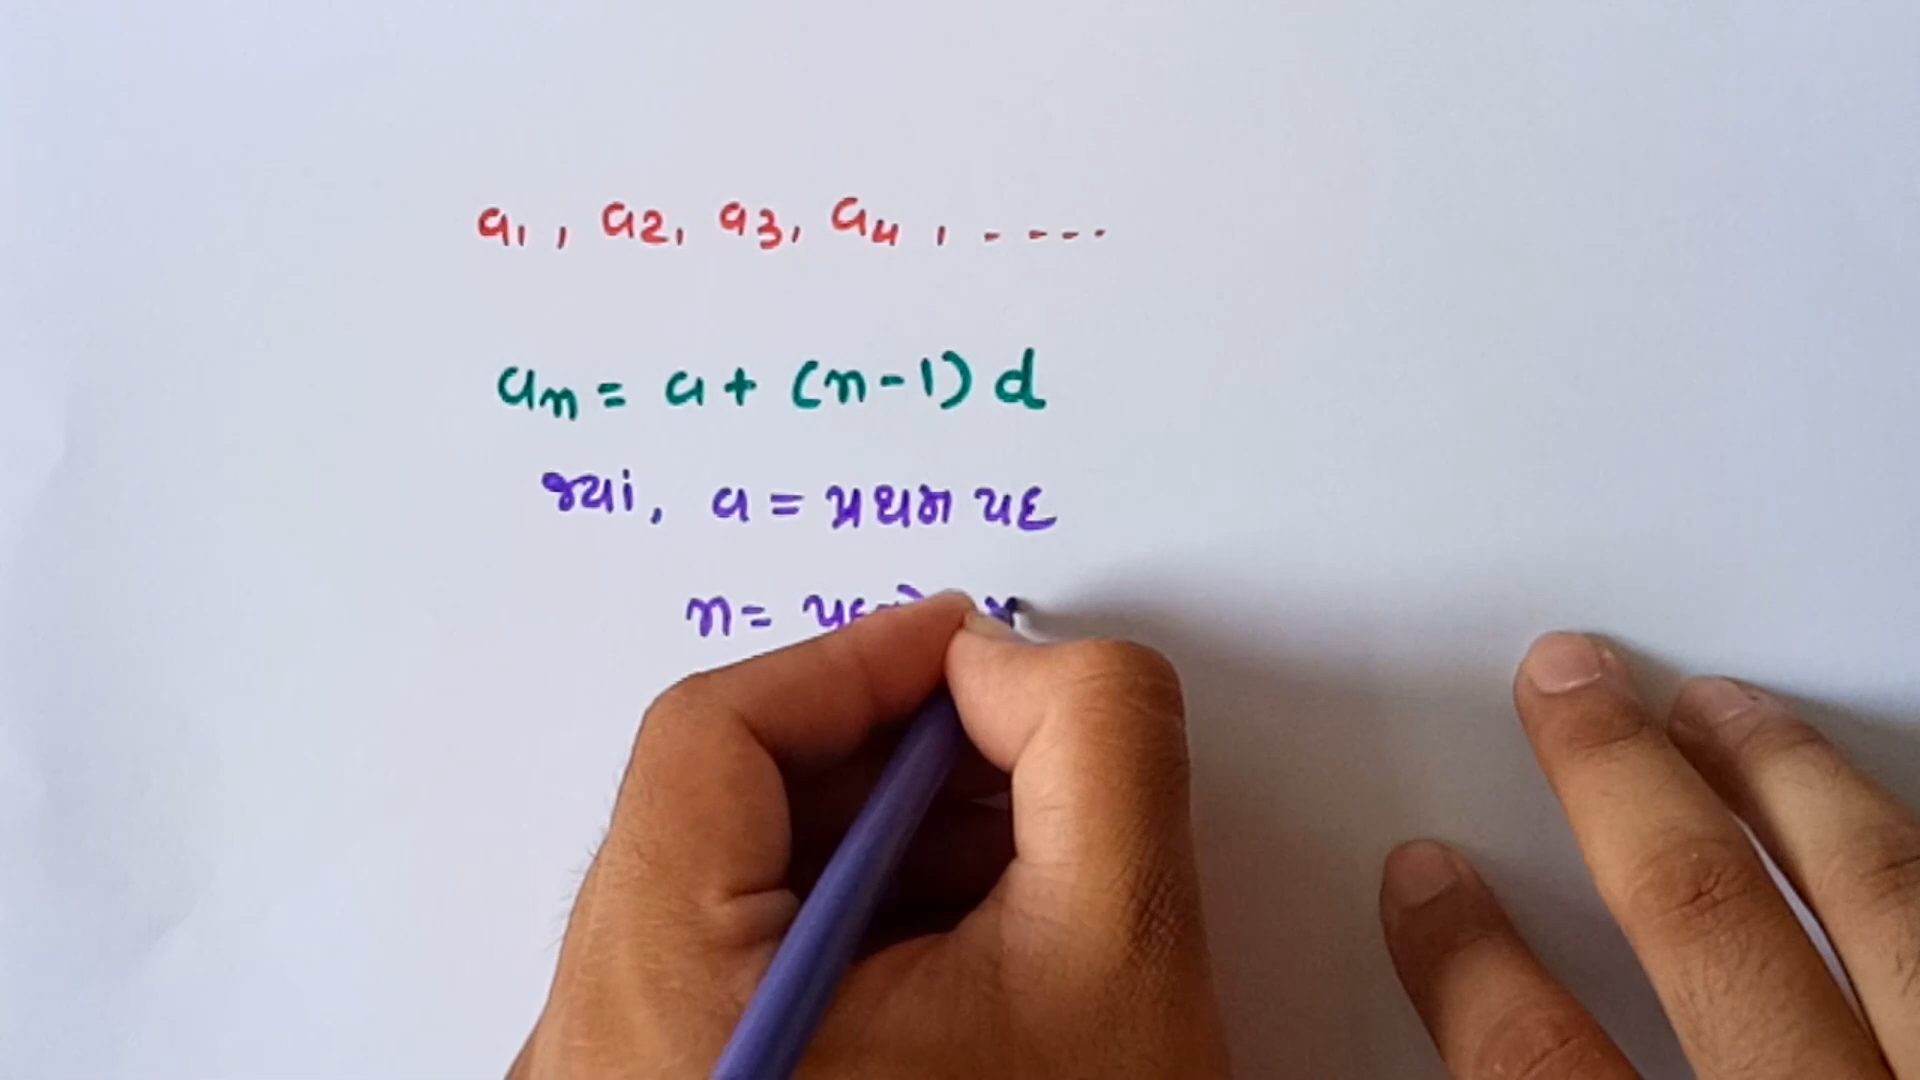 a1, a2, a3, a4, .....
an = a + (n-1) d
જ્યાં, a = પ્રથમ પદ
n =